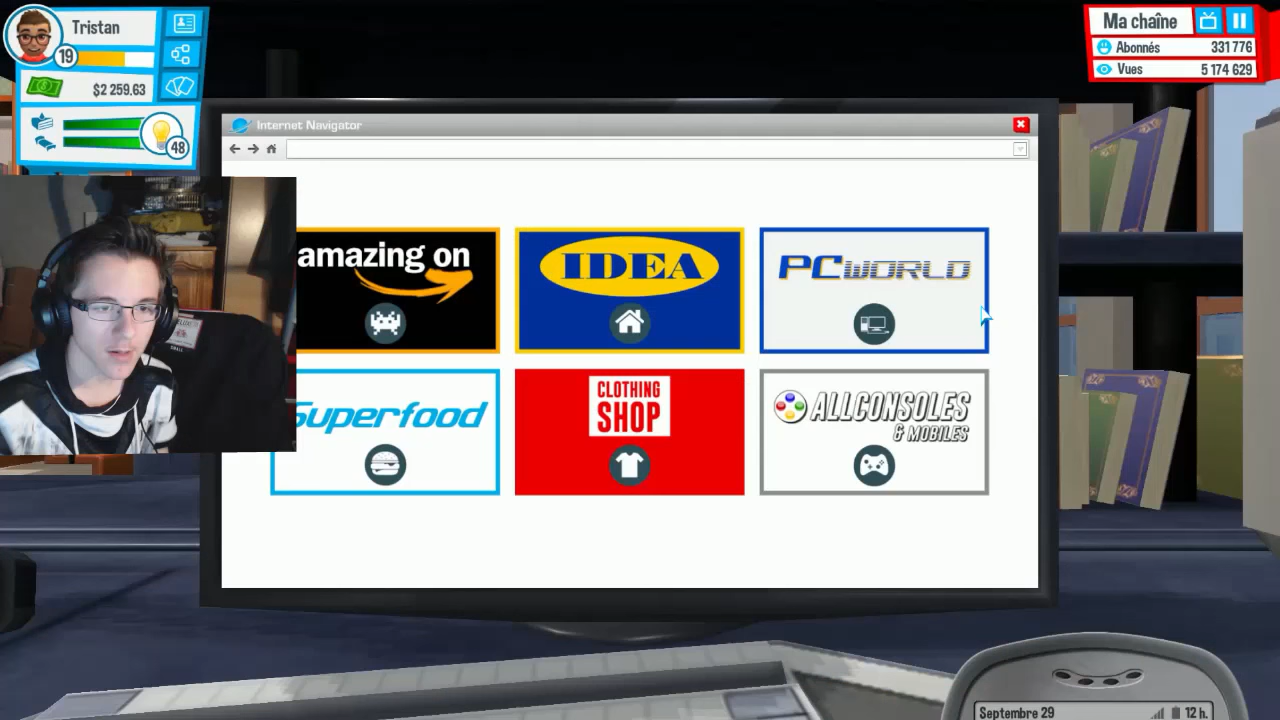 Tristan
19
$2 259.63
48
Ma chaîne
Abonnés 331 776
Vues 5 174 629
Internet Navigator
amazing on
IDEA
PCWORLD
Superfood
CLOTHING
SHOP
ALLCONSOLES
& MOBILES
Septembre 29 12 h.